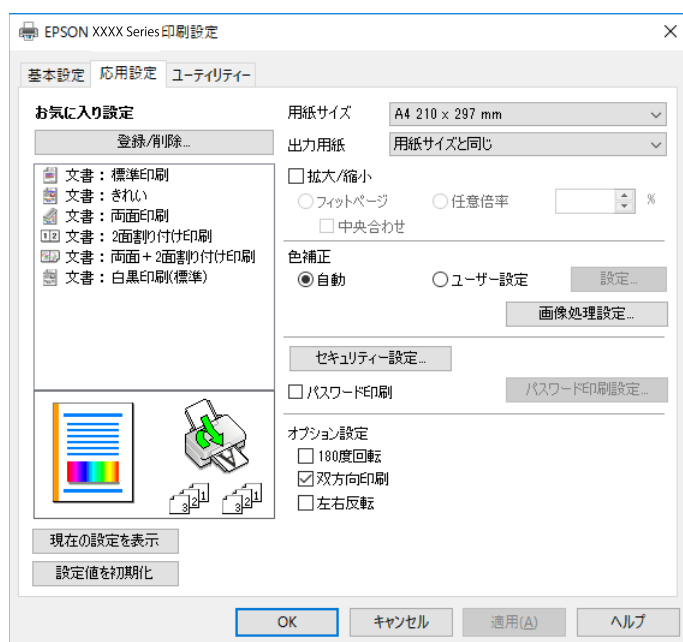 EPSON XXXX Series印刷設定
基本設定 応用設定 ユーティリティー
お気に入り設定
登録/削除...
文書：標準印刷
文書：きれい
文書：両面印刷
文書：2面割り付け印刷
文書：両面+2面割り付け印刷
文書：白黒印刷(標準)
1 2 3
1 2 3
現在の設定を表示
設定値を初期化
用紙サイズ A4 210 x 297 mm
出力用紙 用紙サイズと同じ
拡大/縮小
フィットページ 任意倍率 %
中央合わせ
色補正
自動 ユーザー設定 設定...
画像処理設定...
セキュリティー設定...
パスワード印刷 パスワード印刷設定...
オプション設定
180度回転
双方向印刷
左右反転
OK キャンセル 適用(A) ヘルプ